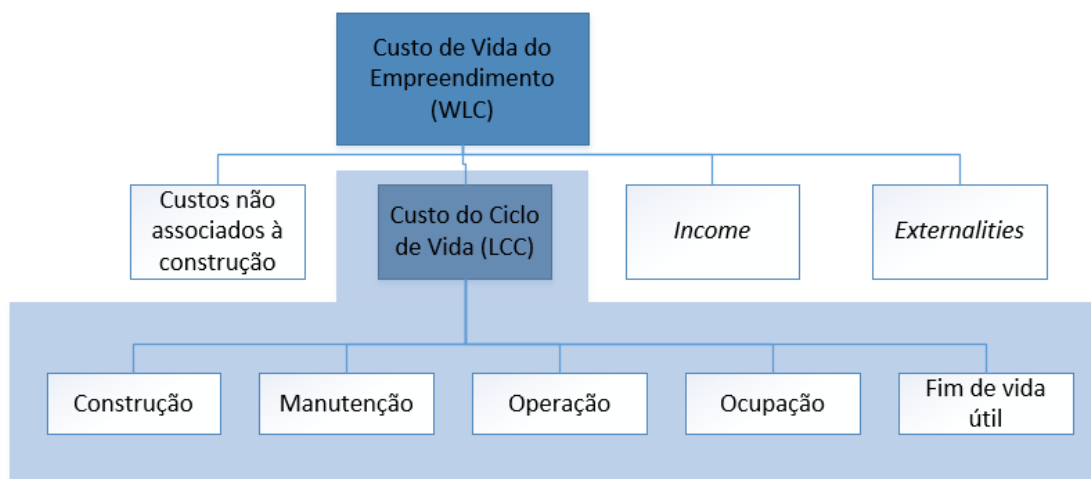 Custo de Vida do
Empreendimento
(WLC)
Custos não
associados à
construção
Custo do Ciclo
de Vida (LCC)
Income
Externalities
Construção
Manutenção
Operação
Ocupação
Fim de vida
útil